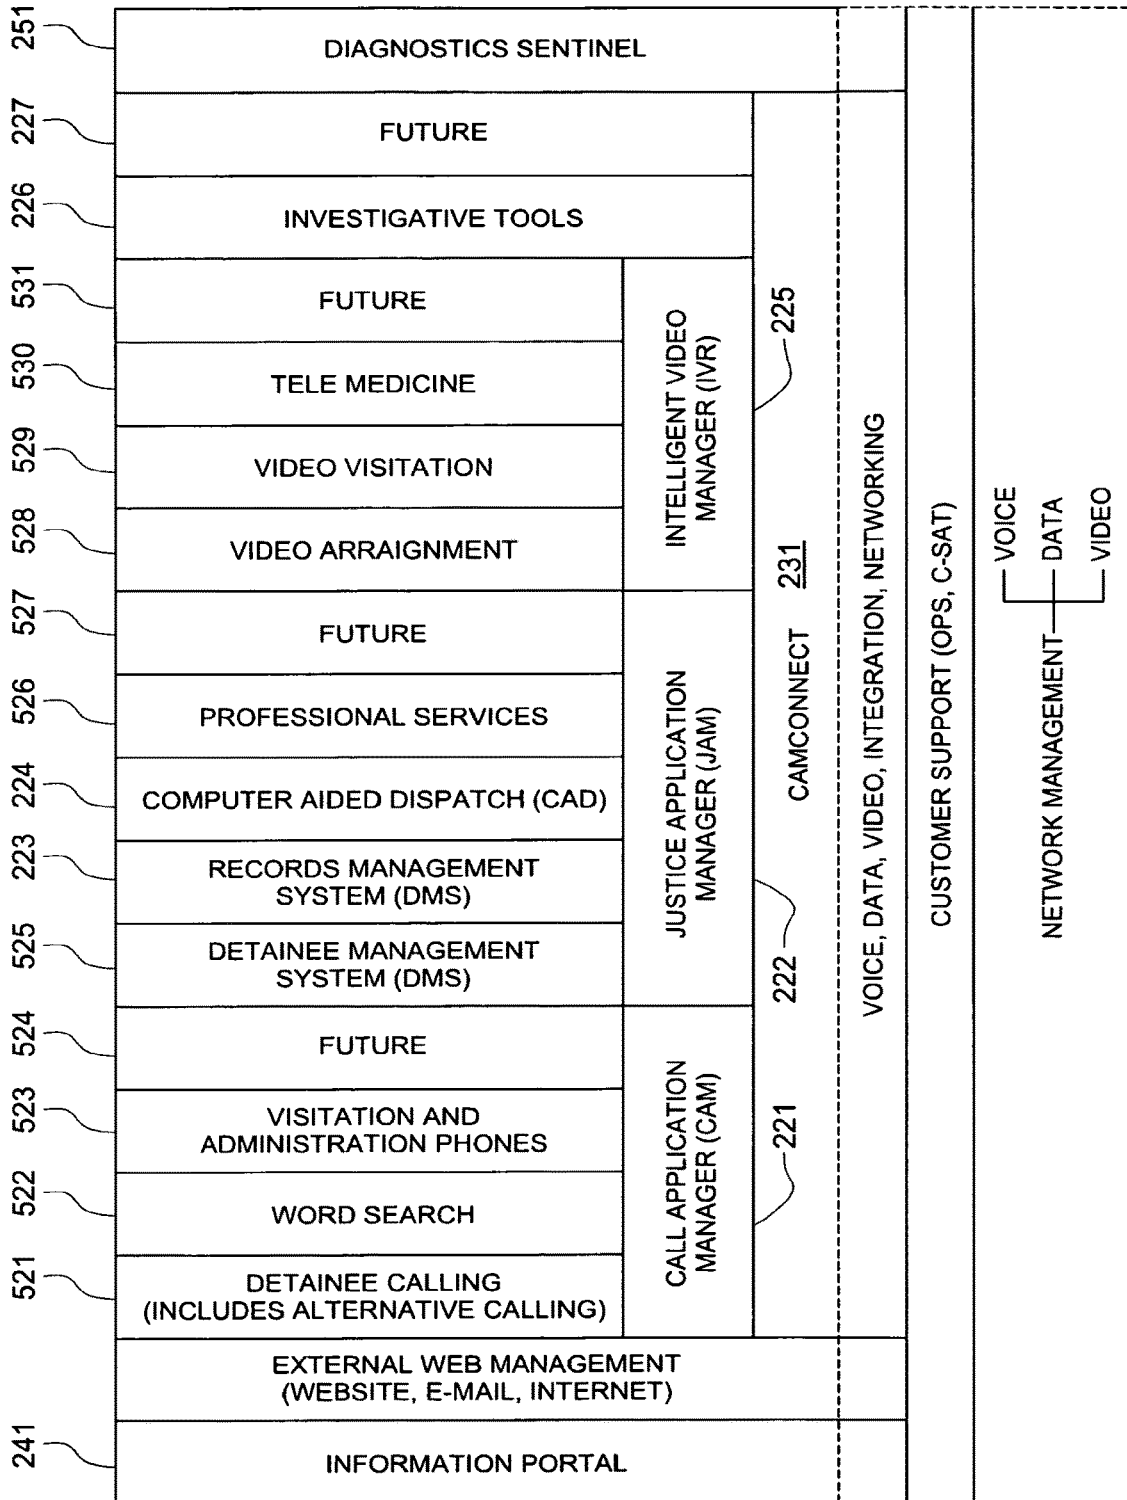 251
DIAGNOSTICS SENTINEL
227
FUTURE
226
INVESTIGATIVE TOOLS
531
FUTURE
530
TELE MEDICINE
529
VIDEO VISITATION
528
VIDEO ARRAIGNMENT
INTELLIGENT VIDEO
MANAGER (IVR)
225
527
FUTURE
526
PROFESSIONAL SERVICES
224
COMPUTER AIDED DISPATCH (CAD)
223
RECORDS MANAGEMENT
SYSTEM (DMS)
525
DETAINEE MANAGEMENT
SYSTEM (DMS)
JUSTICE APPLICATION
MANAGER (JAM)
222
524
FUTURE
523
VISITATION AND
ADMINISTRATION PHONES
522
WORD SEARCH
521
DETAINEE CALLING
(INCLUDES ALTERNATIVE CALLING)
CALL APPLICATION
MANAGER (CAM)
221
CAMCONNECT 231
EXTERNAL WEB MANAGEMENT
(WEBSITE, E-MAIL, INTERNET)
241
INFORMATION PORTAL
VOICE, DATA, VIDEO, INTEGRATION, NETWORKING
CUSTOMER SUPPORT (OPS, C-SAT)
NETWORK MANAGEMENT
VOICE
DATA
VIDEO